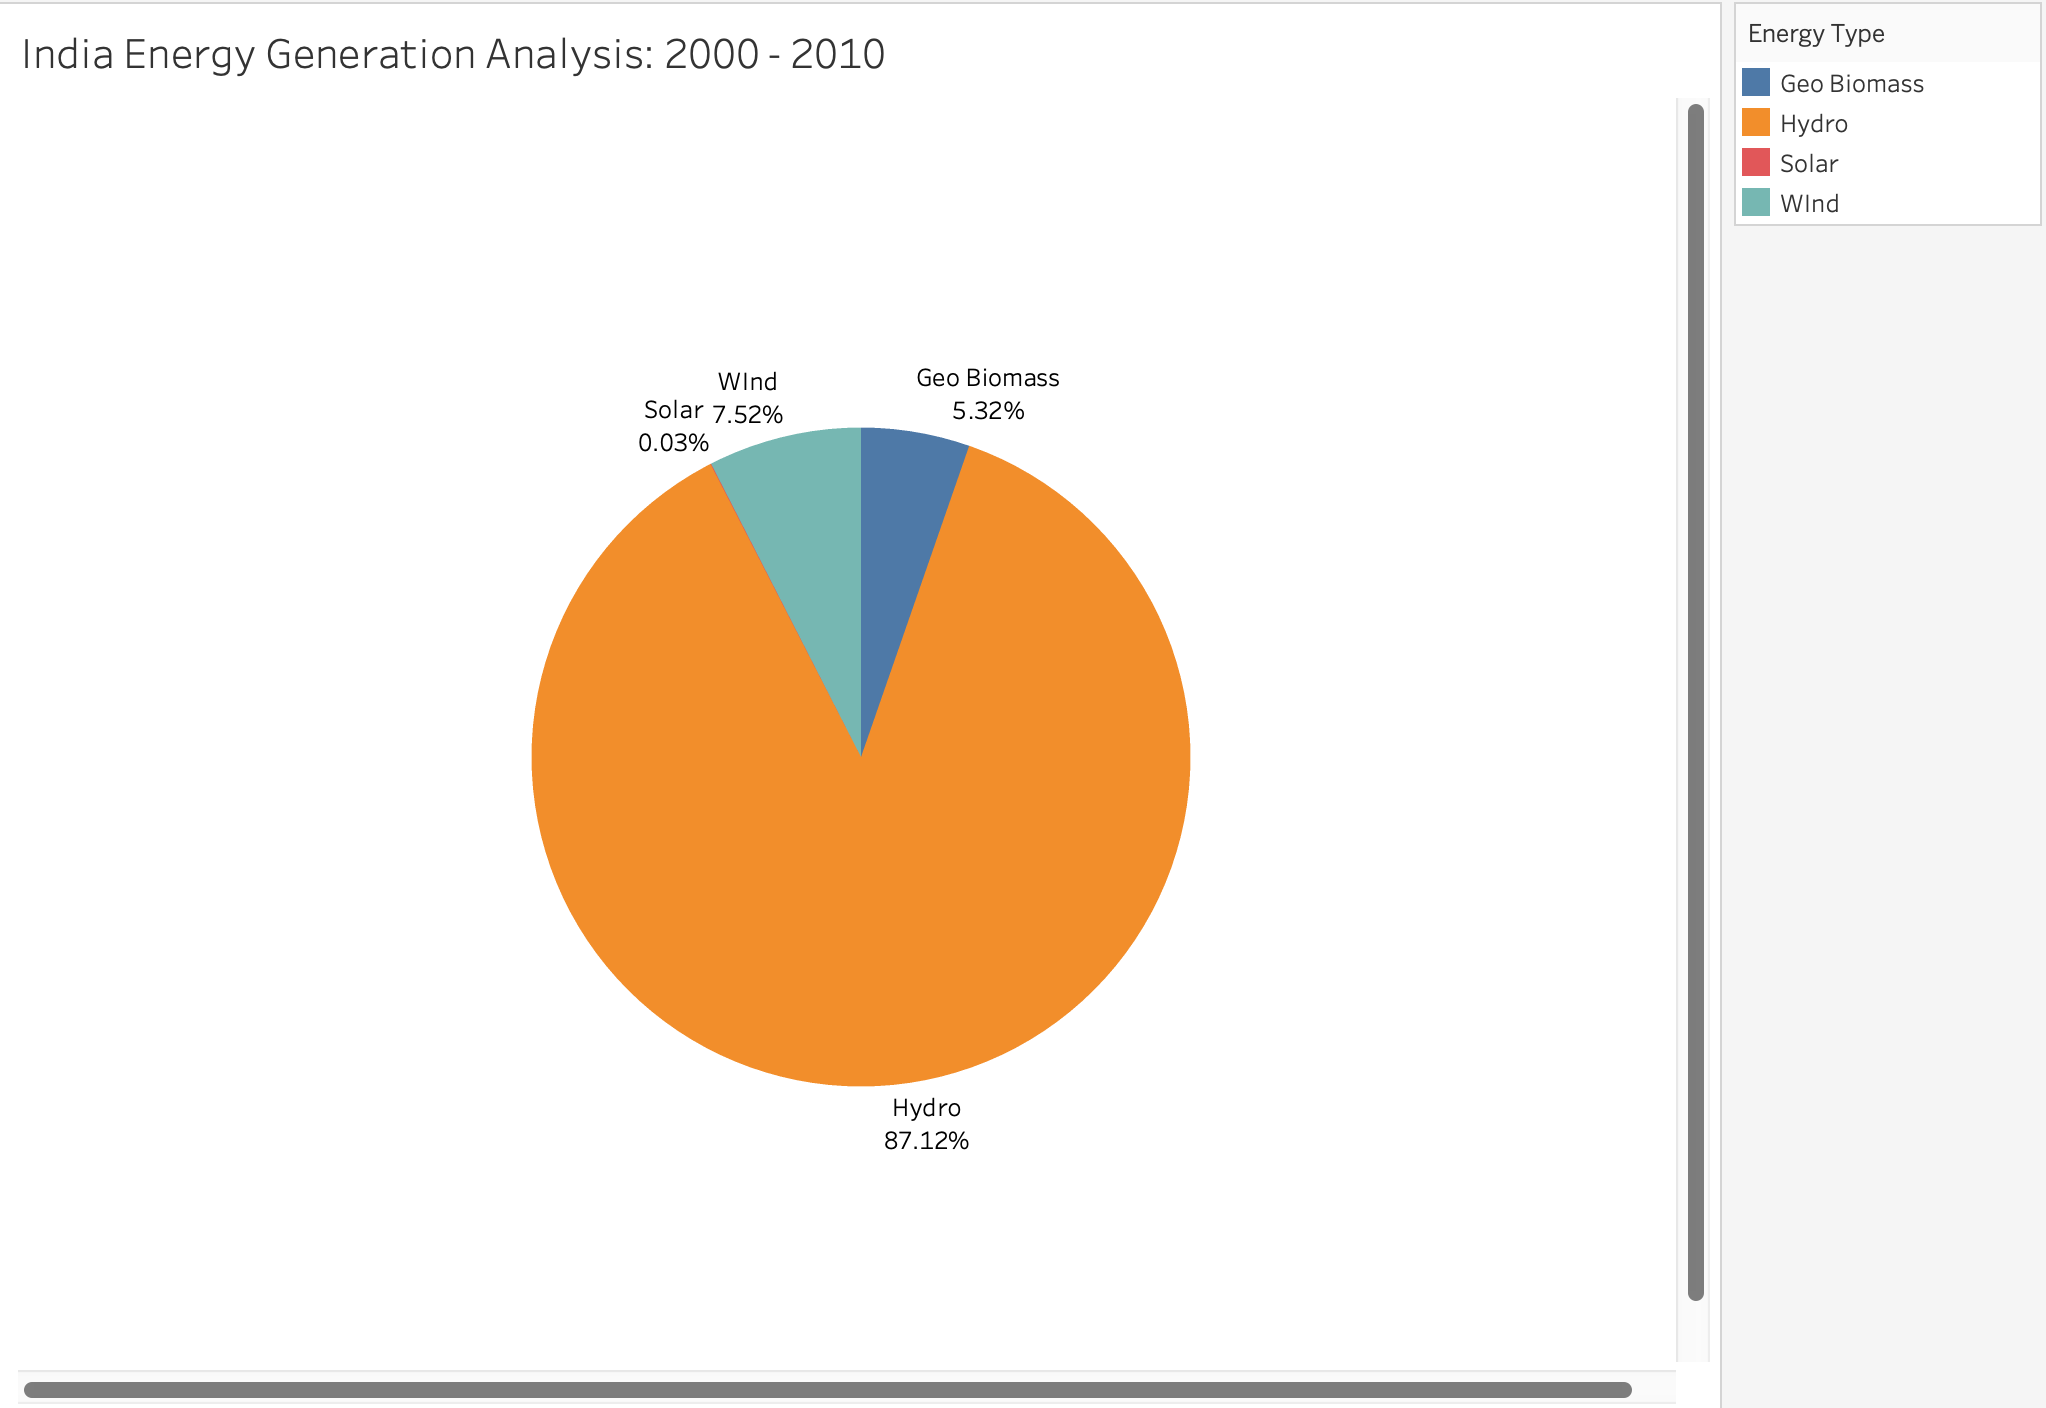 India Energy Generation Analysis: 2000 - 2010
Energy Type
Geo Biomass
Hydro
Solar
WInd
WInd
7.52%
Solar
0.03%
Geo Biomass
5.32%
Hydro
87.12%